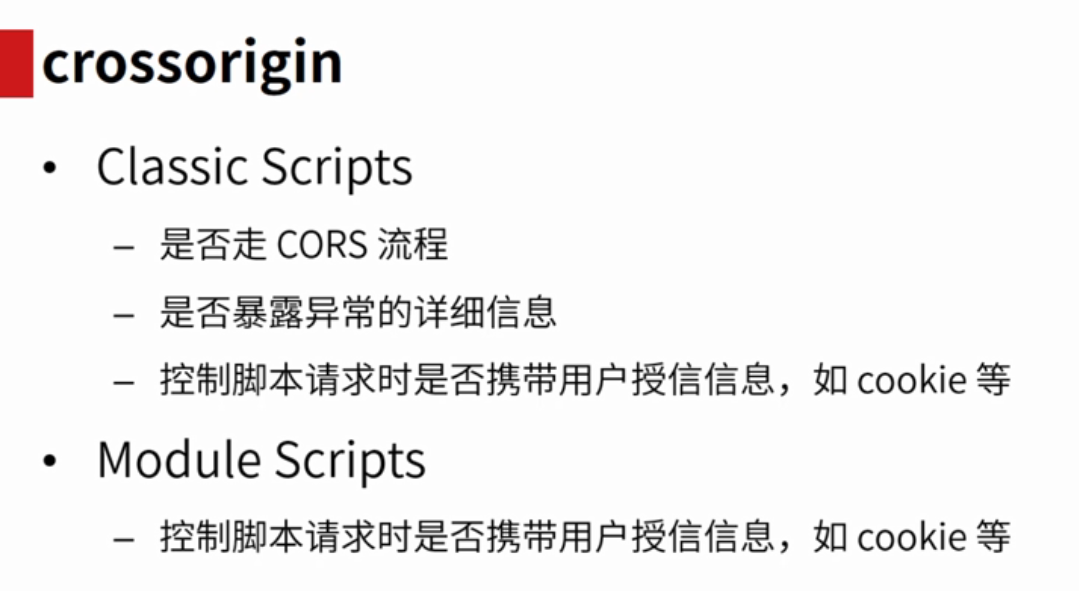 crossorigin
• Classic Scripts
– 是否走 CORS 流程
– 是否暴露异常的详细信息
– 控制脚本请求时是否携带用户授信信息，如 cookie 等
• Module Scripts
– 控制脚本请求时是否携带用户授信信息，如 cookie 等